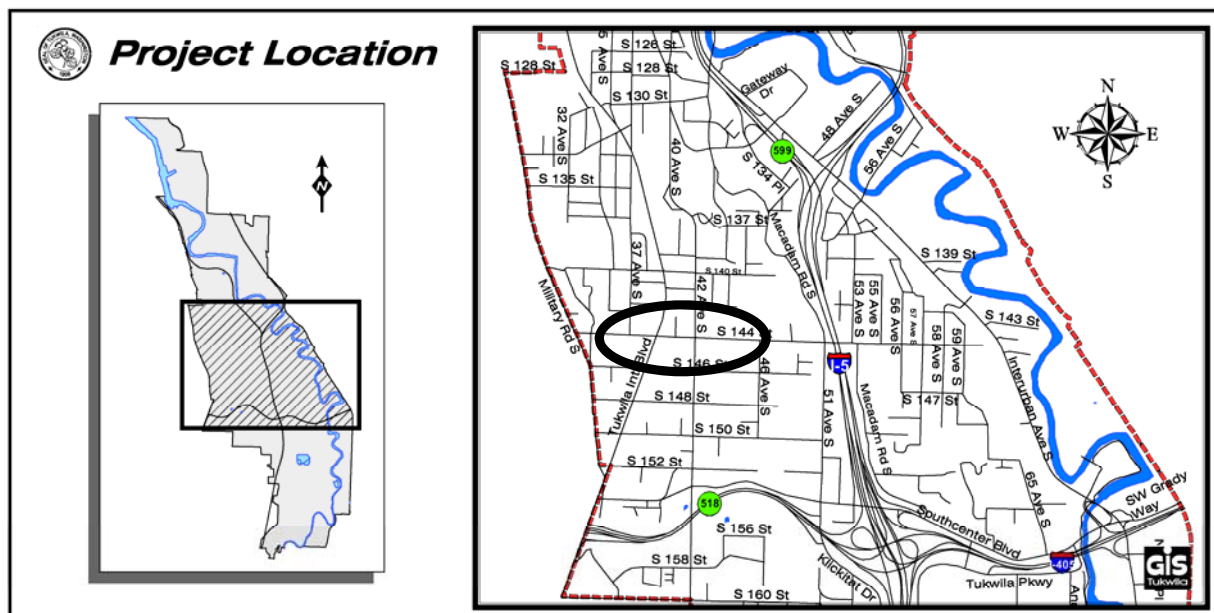 Project Location
SEAL OF TUKWILA, WASHINGTON
1908
N
N
W
E
S
S 128 St
S 126 St
S 128 St
S 130 St
Gateway Dr
48 Ave S
56 Ave S
32 Ave S
40 Ave S
599
S 134 Pl
S 135 St
S 137 St
Macadam Rd S
37 Ave S
S 140 St
42 Ave S
S 139 St
Military Rd S
S 144 St
53 Ave S
55 Ave S
56 Ave S
57 Ave S
58 Ave S
59 Ave S
S 143 St
Interurban Ave S
Tukwila Intl Blvd
S 146 St
46 Ave S
I-5
S 147 St
S 148 St
51 Ave S
Macadam Rd S
S 150 St
S 152 St
65 Ave S
SW Grady Way
518
Southcenter Blvd
S 156 St
S 158 St
Klickitat Dr
Tukwila Pkwy
I-405
S 160 St
GIS
Tukwila